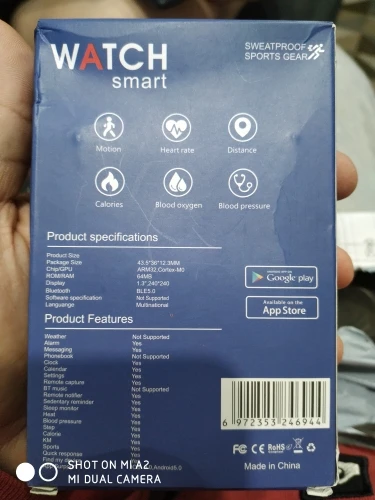 WATCH
smart
SWEATPROOF
SPORTS GEAR
Motion
Heart rate
Distance
Calories
Blood oxygen
Blood pressure
Product specifications
Product Size
Package Size 43.5*36*12.3MM
Chip/GPU ARM32,Cortex-M0
ROM/RAM 64MB
Display 1.3",240*240
Bluetooth BLE5.0
Software specification Not Supported
Language Multinational
ANDROID APP ON
Google play
Available on the
App Store
Product Features
Weather Not Supported
Alarm Yes
Messaging Yes
Phonebook Not Supported
Clock Yes
Calendar Yes
Settings Yes
Remote capture Yes
BT music Not Supported
Remote notifier Yes
Sedentary reminder Yes
Sleep monitor Yes
Heat Yes
Blood pressure Yes
Step Yes
Calorie Yes
KM Yes
Sports Yes
Quick response Yes
Find my
Android5.0
6 972353 246944
FC CE RoHS
Made in China
SHOT ON MI A2
MI DUAL CAMERA